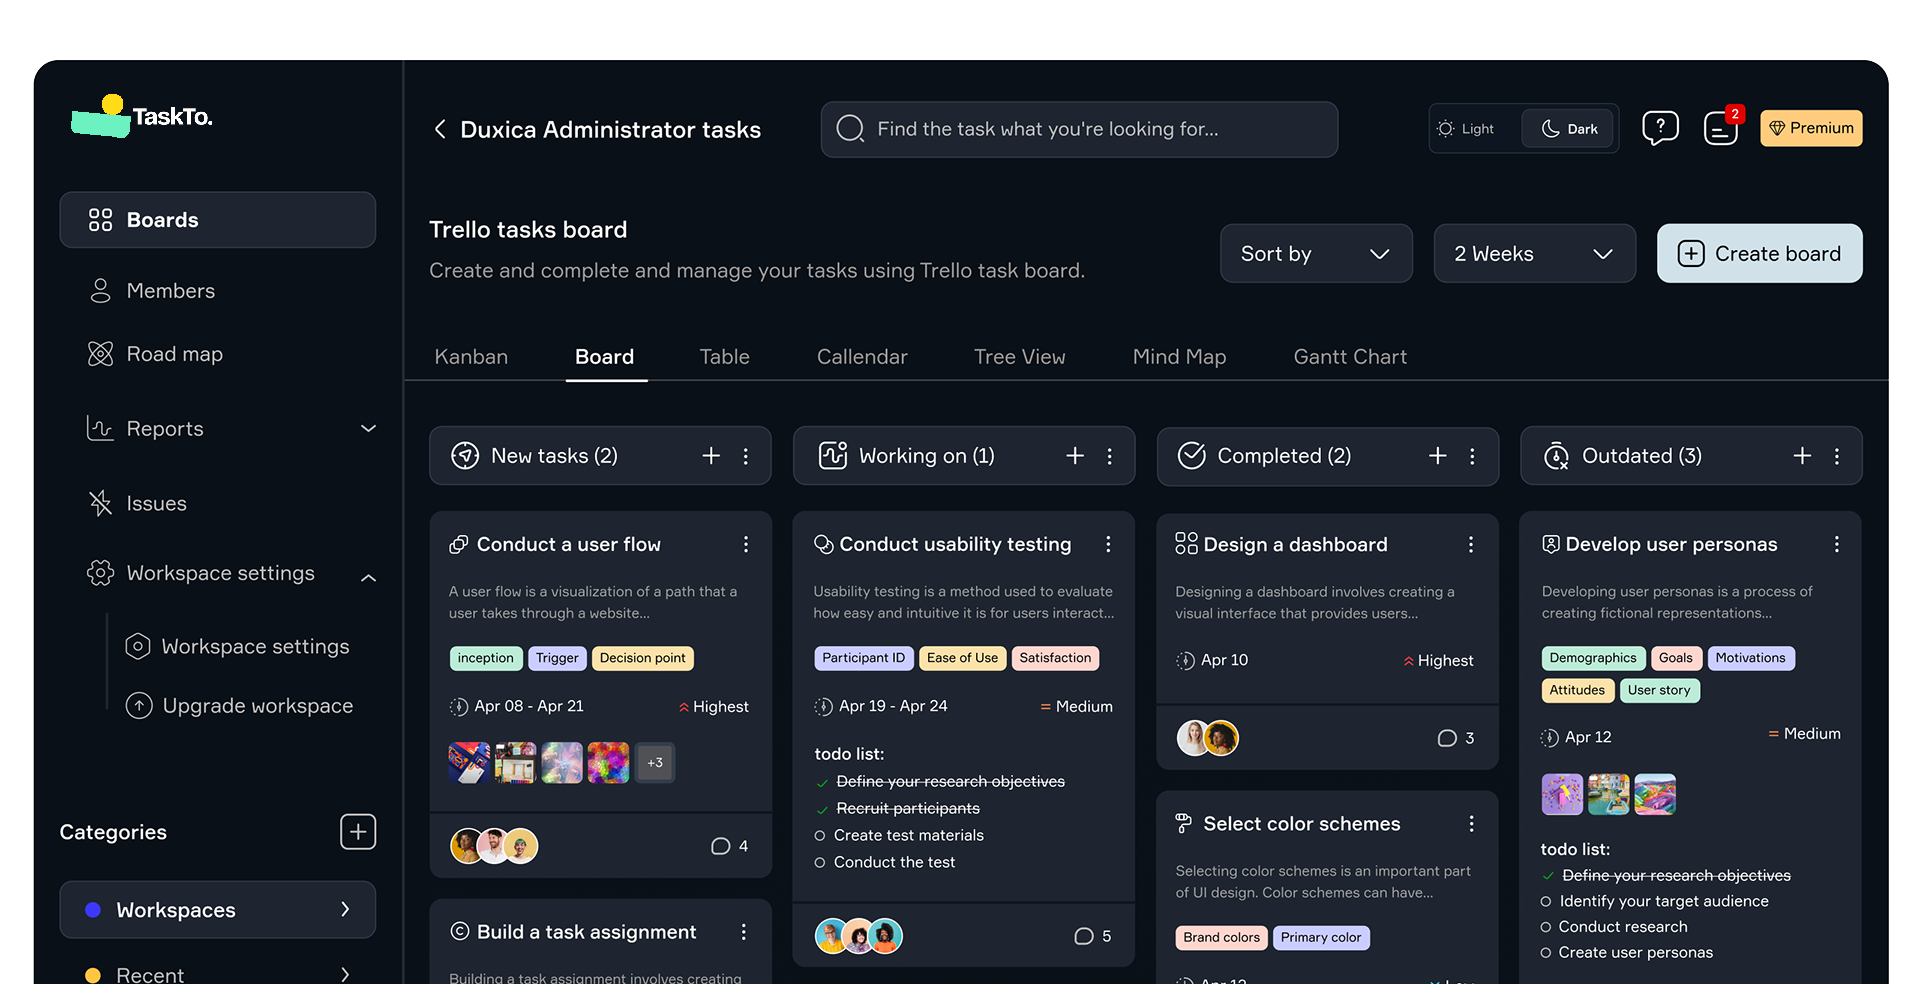 TaskTo.
Duxica Administrator tasks
Find the task what you're looking for...
Light
Dark
2
Premium
Boards
Members
Road map
Reports
Issues
Workspace settings
Workspace settings
Upgrade workspace
Categories
Workspaces
Recent
Trello tasks board
Create and complete and manage your tasks using Trello task board.
Sort by
2 Weeks
Create board
Kanban
Board
Table
Callendar
Tree View
Mind Map
Gantt Chart
New tasks (2)
Conduct a user flow
A user flow is a visualization of a path that a
user takes through a website...
inception
Trigger
Decision point
Apr 08 - Apr 21
Highest
+3
4
Build a task assignment
Building a task assignment involves creating
Working on (1)
Conduct usability testing
Usability testing is a method used to evaluate
how easy and intuitive it is for users interact...
Participant ID
Ease of Use
Satisfaction
Apr 19 - Apr 24
Medium
todo list:
Define your research objectives
Recruit participants
Create test materials
Conduct the test
5
Completed (2)
Design a dashboard
Designing a dashboard involves creating a
visual interface that provides users...
Apr 10
Highest
3
Select color schemes
Selecting color schemes is an important part
of UI design. Color schemes can have...
Brand colors
Primary color
Outdated (3)
Develop user personas
Developing user personas is a process of
creating fictional representations...
Demographics
Goals
Motivations
Attitudes
User story
Apr 12
Medium
todo list:
Define your research objectives
Identify your target audience
Conduct research
Create user personas